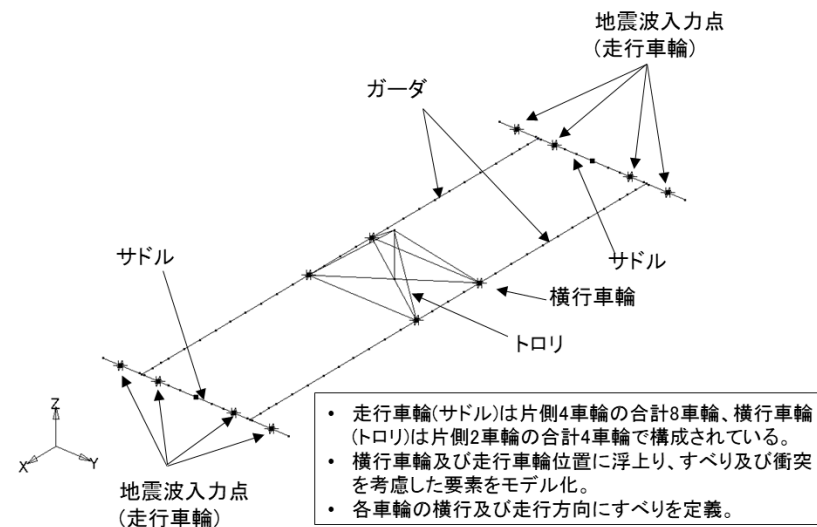 地震波入力点
(走行車輪)
ガーダ
サドル
サドル
横行車輪
トロリ
Z
X
Y
地震波入力点
(走行車輪)
• 走行車輪(サドル)は片側4車輪の合計8車輪、横行車輪
(トロリ)は片側2車輪の合計4車輪で構成されている。
• 横行車輪及び走行車輪位置に浮上り、すべり及び衝突
を考慮した要素をモデル化。
• 各車輪の横行及び走行方向にすべりを定義。